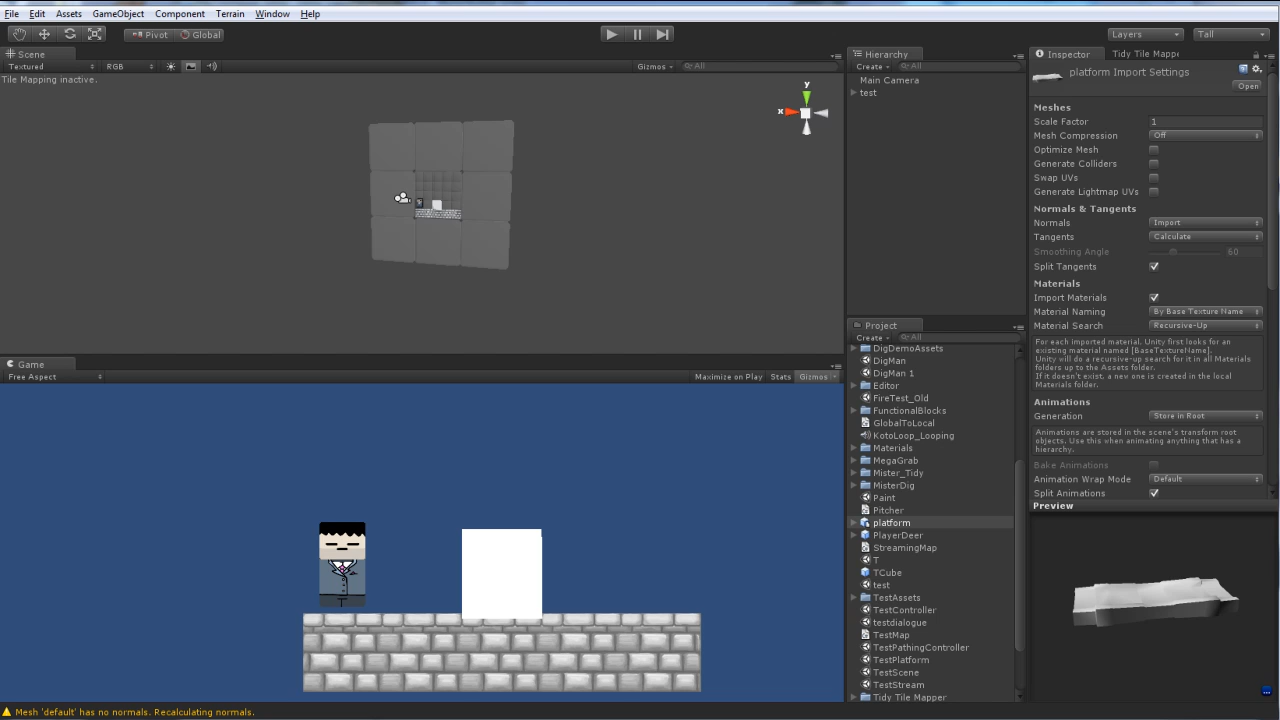 File Edit Assets GameObject Component Terrain Window Help
Pivot Global Layers Tall
Scene
Textured RGB Gizmos All
Tile Mapping inactive.
y
x
Game
Free Aspect Maximize on Play Stats Gizmos
Hierarchy
Create All
Main Camera
test
Project
Create All
DigDemoAssets
DigMan
DigMan 1
Editor
FireTest_Old
FunctionalBlocks
GlobalToLocal
KotoLoop_Looping
Materials
MegaGrab
Mister_Tidy
MisterDig
Paint
Pitcher
platform
PlayerDeer
StreamingMap
T
TCube
test
TestAssets
TestController
testdialogue
TestMap
TestPathingController
TestPlatform
TestScene
TestStream
Tidy Tile Mapper
Inspector Tidy Tile Mappe
platform Import Settings
Open
Meshes
Scale Factor 1
Mesh Compression Off
Optimize Mesh
Generate Colliders
Swap UVs
Generate Lightmap UVs
Normals & Tangents
Normals Import
Tangents Calculate
Smoothing Angle 60
Split Tangents
Materials
Import Materials
Material Naming By Base Texture Name
Material Search Recursive-Up
For each imported material, Unity first looks for an
existing material named [BaseTextureName].
Unity will do a recursive-up search for it in all Materials
folders up to the Assets folder.
If it doesn't exist, a new one is created in the local
Materials folder.
Animations
Generation Store in Root
Animations are stored in the scene's transform root
objects. Use this when animating anything that has a
hierarchy.
Bake Animations
Animation Wrap Mode Default
Split Animations
Preview
Mesh 'default' has no normals. Recalculating normals.